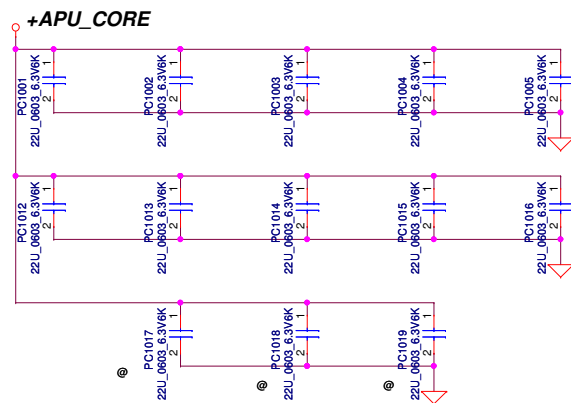 +APU_CORE
1
2
PC1001
22U_0603_6.3V6K
1
2
PC1002
22U_0603_6.3V6K
1
2
PC1003
22U_0603_6.3V6K
1
2
PC1004
22U_0603_6.3V6K
1
2
PC1005
22U_0603_6.3V6K
1
2
PC1012
22U_0603_6.3V6K
1
2
PC1013
22U_0603_6.3V6K
1
2
PC1014
22U_0603_6.3V6K
1
2
PC1015
22U_0603_6.3V6K
1
2
PC1016
22U_0603_6.3V6K
1
2
PC1017
22U_0603_6.3V6K
@
1
2
PC1018
22U_0603_6.3V6K
@
1
2
PC1019
22U_0603_6.3V6K
@